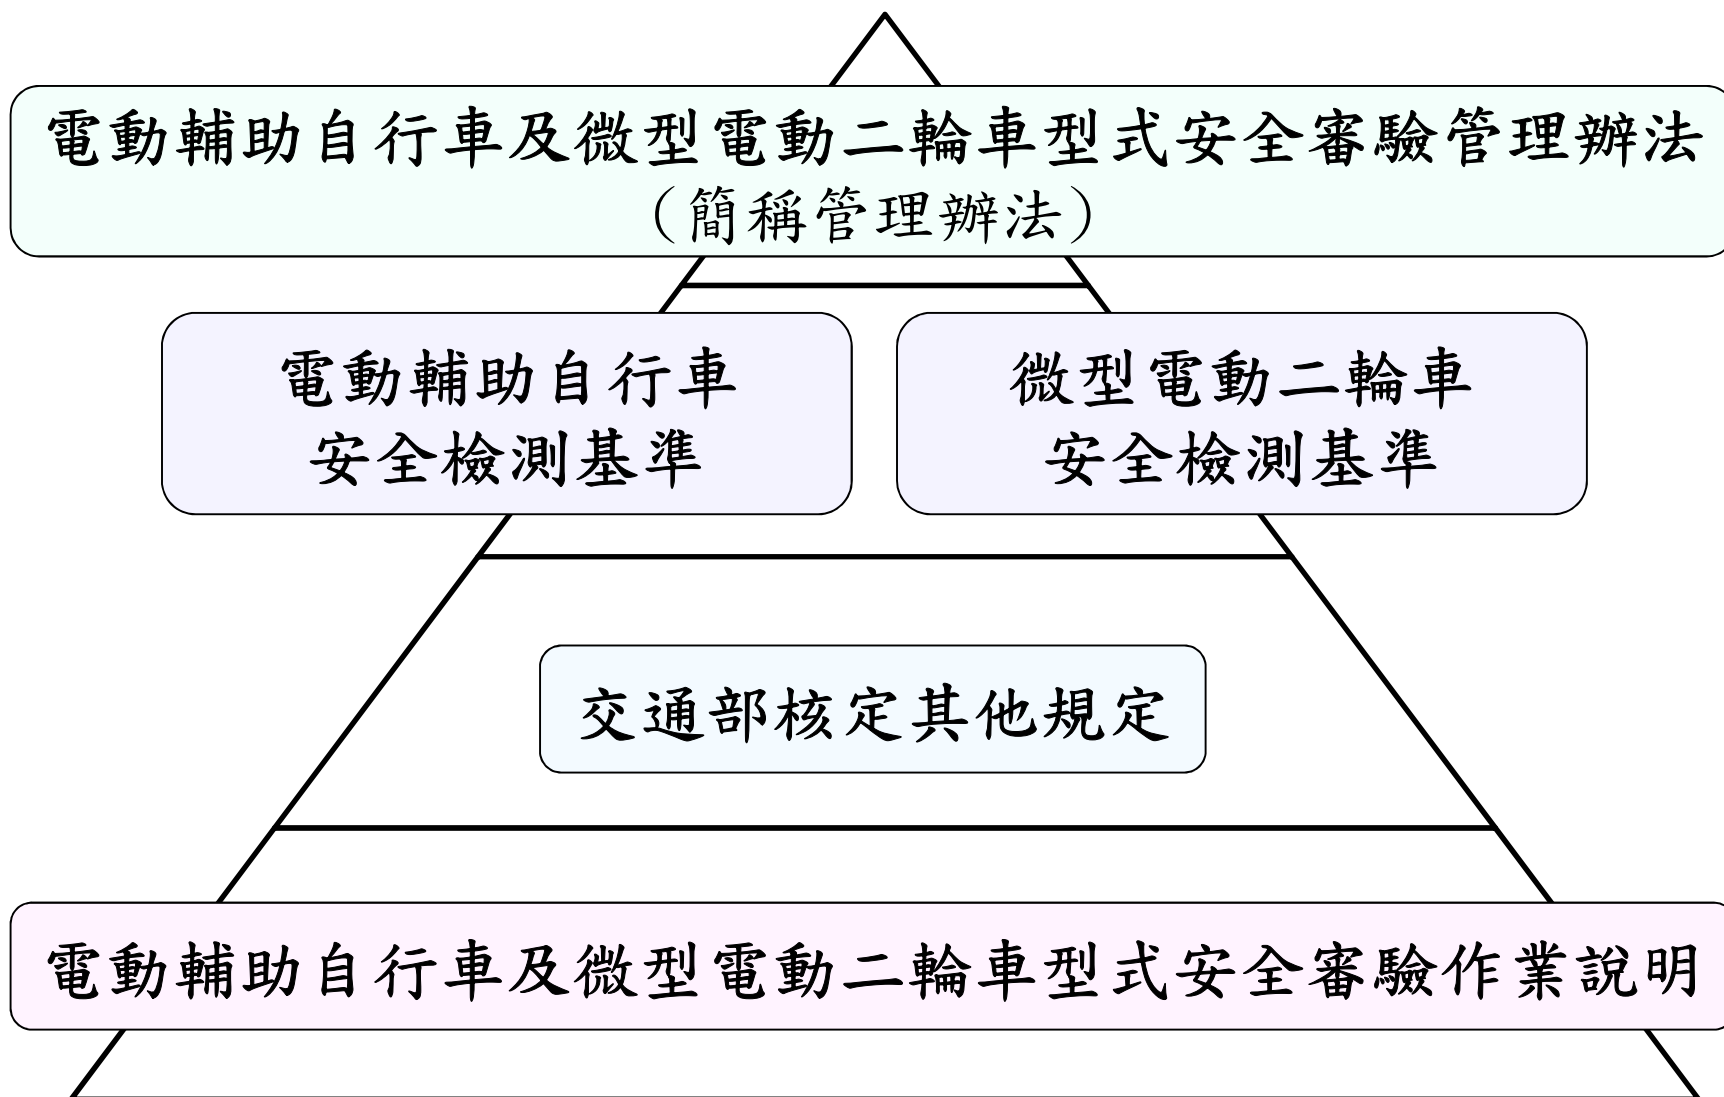 電動輔助自行車及微型電動二輪車型式安全審驗管理辦法
（簡稱管理辦法）
電動輔助自行車
安全檢測基準
微型電動二輪車
安全檢測基準
交通部核定其他規定
電動輔助自行車及微型電動二輪車型式安全審驗作業說明